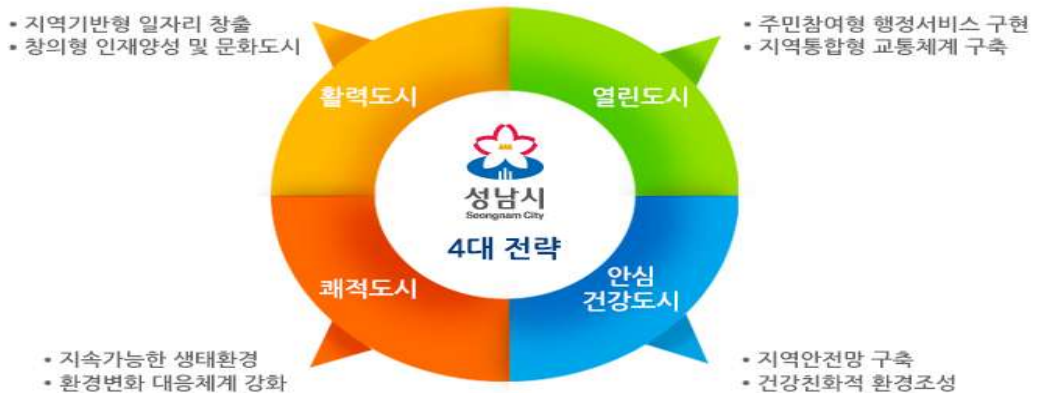 • 지역기반형 일자리 창출
• 창의형 인재양성 및 문화도시
• 주민참여형 행정서비스 구현
• 지역통합형 교통체계 구축
활력도시
열린도시
성남시
Seongnam City
4대 전략
쾌적도시
안심
건강도시
• 지속가능한 생태환경
• 환경변화 대응체계 강화
• 지역안전망 구축
• 건강친화적 환경조성